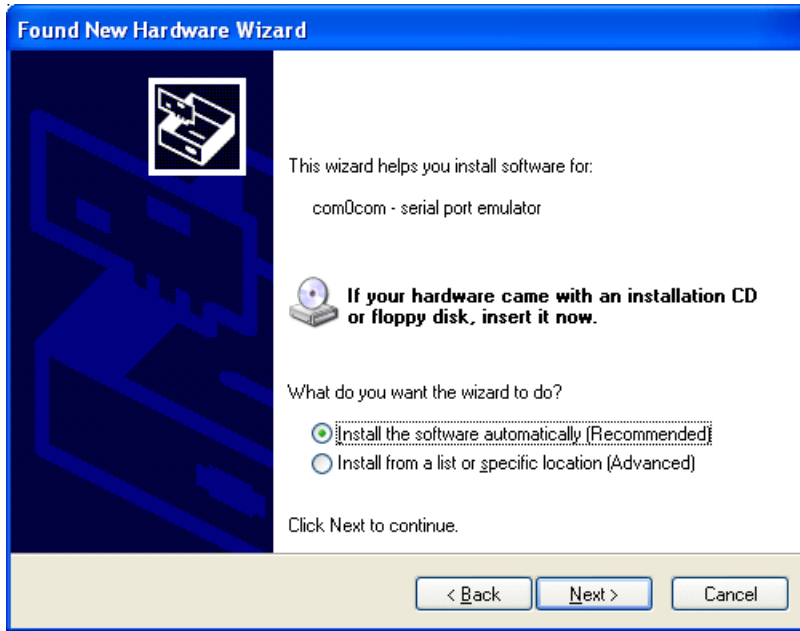 Found New Hardware Wizard
This wizard helps you install software for:
com0com - serial port emulator
If your hardware came with an installation CD
or floppy disk, insert it now.
What do you want the wizard to do?
Install the software automatically (Recommended)
Install from a list or specific location (Advanced)
Click Next to continue.
< Back Next > Cancel